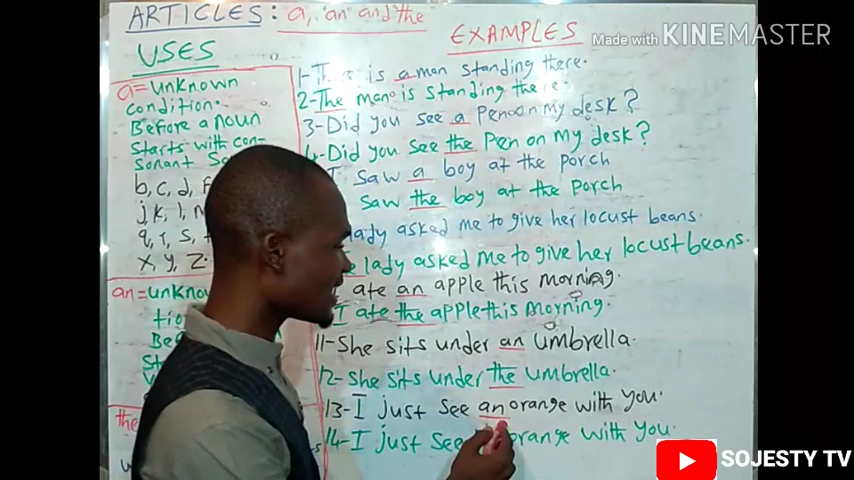 ARTICLES: a, "an" and the
USES
a = unknown
condition.
Before a noun
starts with con-
sonant
b, c, d,
j k, l,
q, r, s,
x, y, z.
an =
the
EXAMPLES
1- is a man standing there.
2- The man is standing
3- Did you see a on my desk?
4- Did you see the Pen on my desk?
I saw a boy at the porch
saw the boy at the porch
lady asked me to give her locust beans.
lady asked me to give her locust beans.
I ate an apple this morning.
I ate the apple this morning.
11- She sits under an umbrella.
12- She sits under the umbrella.
13- I just see an orange with you.
14- I just see orange with you.
Made with KINEMASTER
SOJESTY TV